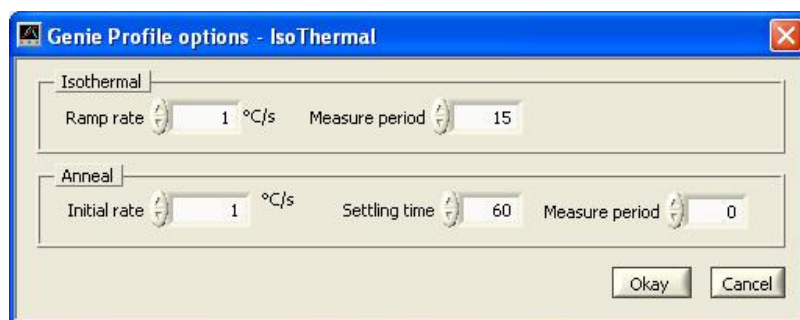 Genie Profile options - IsoThermal
Isothermal
Ramp rate 1 °C/s Measure period 15
Anneal
Initial rate 1 °C/s Settling time 60 Measure period 0
Okay Cancel